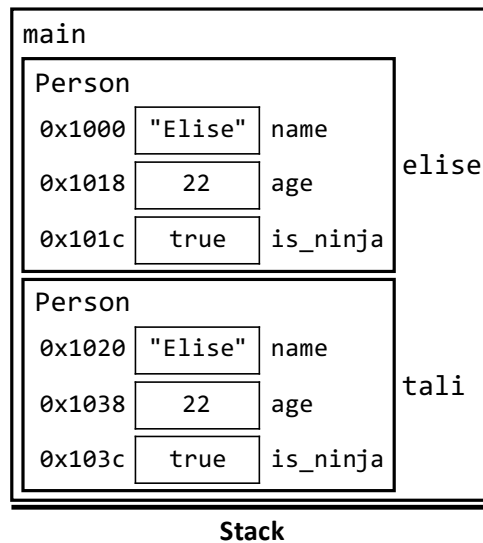 main
Person
0x1000 "Elise" name
0x1018 22 age
0x101c true is_ninja
elise
Person
0x1020 "Elise" name
0x1038 22 age
0x103c true is_ninja
tali
Stack